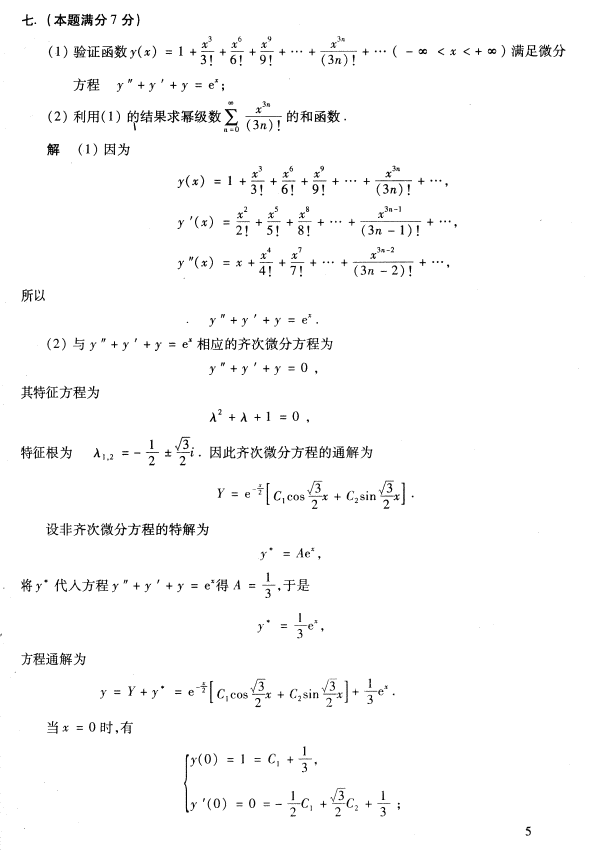 七. (本题满分 7 分)
(1) 验证函数 y(x) = 1 + x³/3! + x⁶/6! + x⁹/9! + ⋯ + x³ⁿ/(3n)! + ⋯ ( - ∞ < x < + ∞ ) 满足微分
方程 y″ + y′ + y = eˣ;
(2) 利用(1) 的结果求幂级数 ∑_{n=0}^{∞} x³ⁿ/(3n)! 的和函数.
解 (1) 因为
y(x) = 1 + x³/3! + x⁶/6! + x⁹/9! + ⋯ + x³ⁿ/(3n)! + ⋯,
y′(x) = x²/2! + x⁵/5! + x⁸/8! + ⋯ + x³ⁿ⁻¹/(3n - 1)! + ⋯,
y″(x) = x + x⁴/4! + x⁷/7! + ⋯ + x³ⁿ⁻²/(3n - 2)! + ⋯,
所以
y″ + y′ + y = eˣ.
(2) 与 y″ + y′ + y = eˣ 相应的齐次微分方程为
y″ + y′ + y = 0 ,
其特征方程为
λ² + λ + 1 = 0 ,
特征根为 λ₁,₂ = - 1/2 ± √3/2 i. 因此齐次微分方程的通解为
Y = e^{-x/2}[C₁cos √3/2 x + C₂sin √3/2 x].
设非齐次微分方程的特解为
y* = Aeˣ,
将 y* 代人方程 y″ + y′ + y = eˣ得 A = 1/3,于是
y* = 1/3 eˣ,
方程通解为
y = Y + y* = e^{-x/2}[C₁cos √3/2 x + C₂sin √3/2 x] + 1/3 eˣ.
当 x = 0 时,有
{y(0) = 1 = C₁ + 1/3,
y′(0) = 0 = - 1/2 C₁ + √3/2 C₂ + 1/3 ;
5